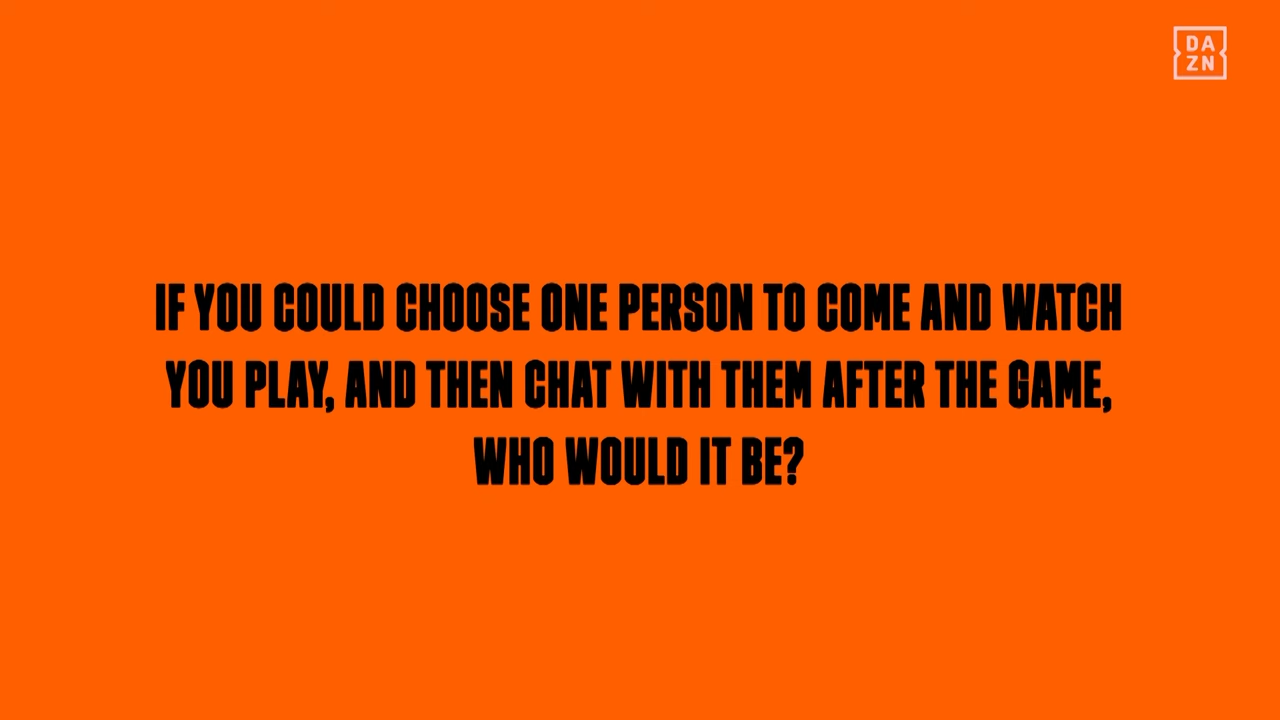 DA
ZN
IF YOU COULD CHOOSE ONE PERSON TO COME AND WATCH
YOU PLAY, AND THEN CHAT WITH THEM AFTER THE GAME,
WHO WOULD IT BE?